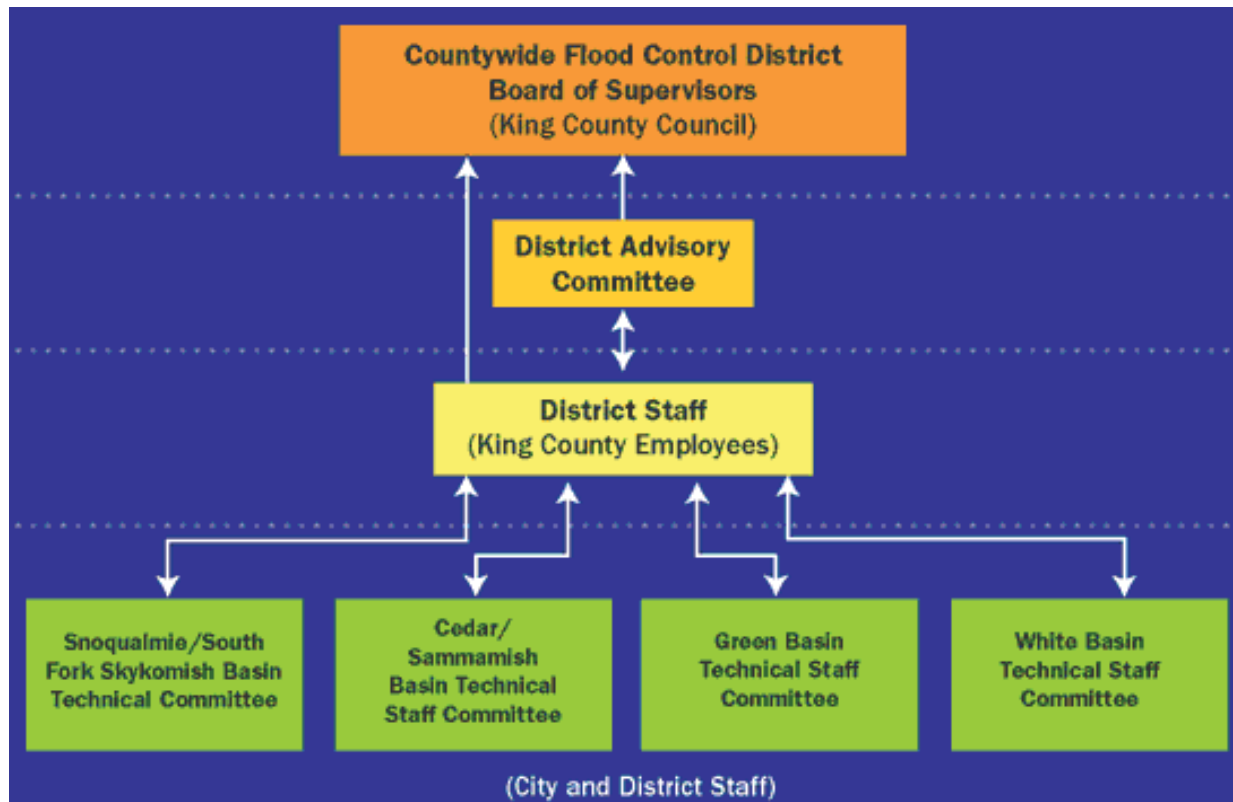 Countywide Flood Control District
Board of Supervisors
(King County Council)
District Advisory
Committee
District Staff
(King County Employees)
Snoqualmie/South
Fork Skykomish Basin
Technical Committee
Cedar/
Sammamish
Basin Technical
Staff Committee
Green Basin
Technical Staff
Committee
White Basin
Technical Staff
Committee
(City and District Staff)